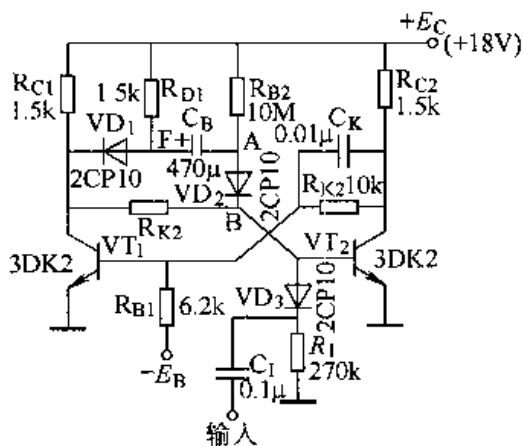 +E_C
(+18V)
R_C1
1.5k
1.5k
R_D1
R_B2
10M
R_C2
1.5k
VD_1
F+
C_B
A
0.01μ
C_K
2CP10
470μ
VD_2
2CP10
R_K2
B
R_K2 10k
VT_1
VT_2
3DK2
3DK2
R_B1
6.2k
VD_3
2CP10
-E_B
C_I
0.1μ
270k
输入